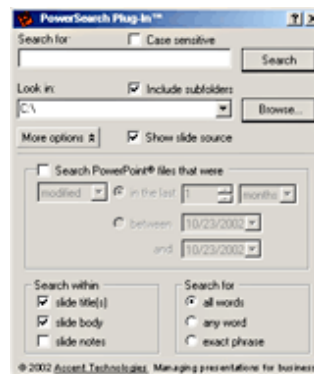 PowerSearch Plug-In™
Search for: Case sensitive
Search
Look in: Include subfolders
C:\ Browse...
More options Show slide source
Search PowerPoint® files that were
modified in the last 1 months
between 10/23/2002
and 10/23/2002
Search within Search for
slide title(s) all words
slide body any word
slide notes exact phrase
© 2002 Accent Technologies. Managing presentations for business